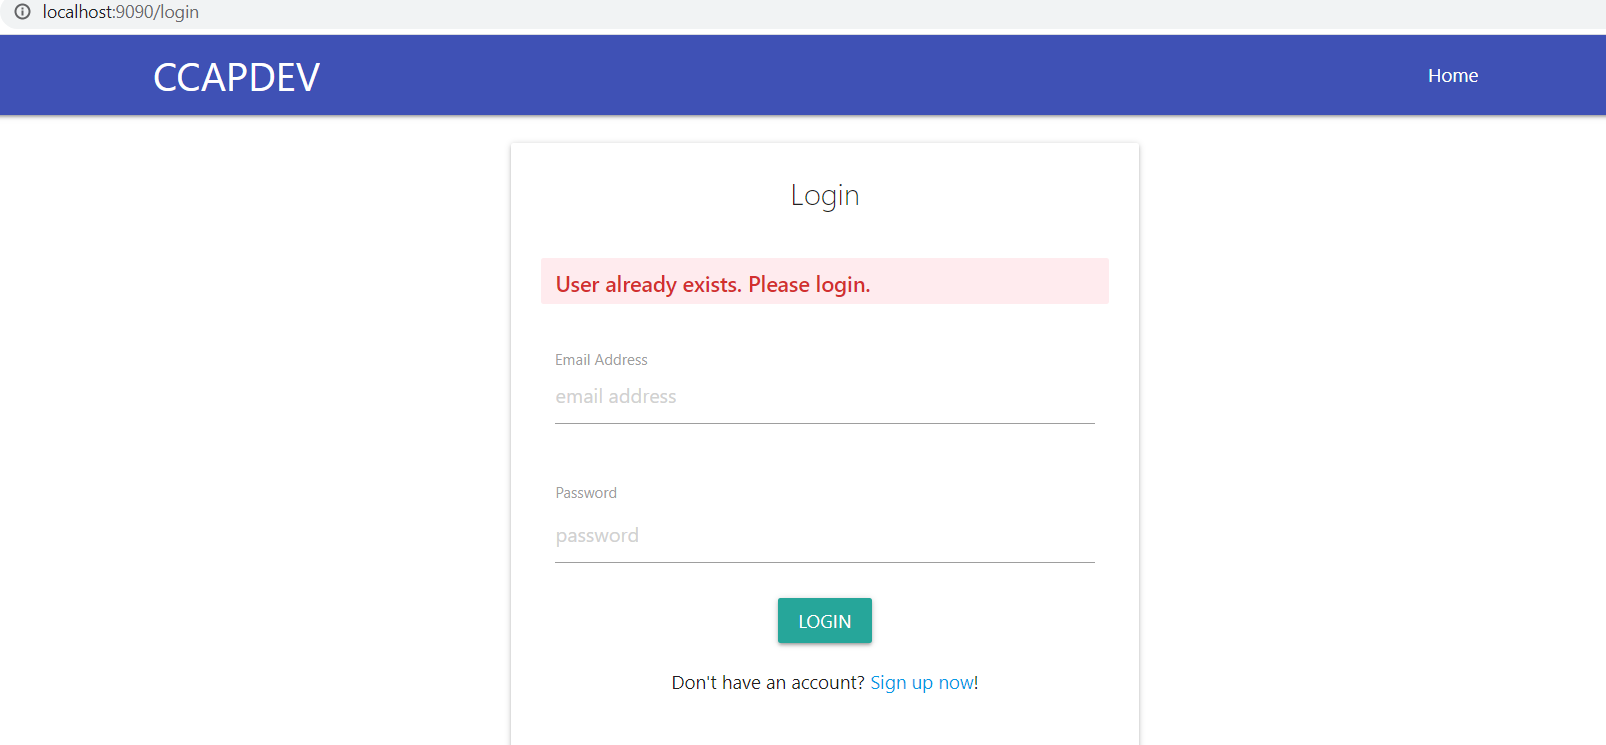 localhost:9090/login
CCAPDEV
Home
Login
User already exists. Please login.
Email Address
email address
Password
password
LOGIN
Don't have an account? Sign up now!